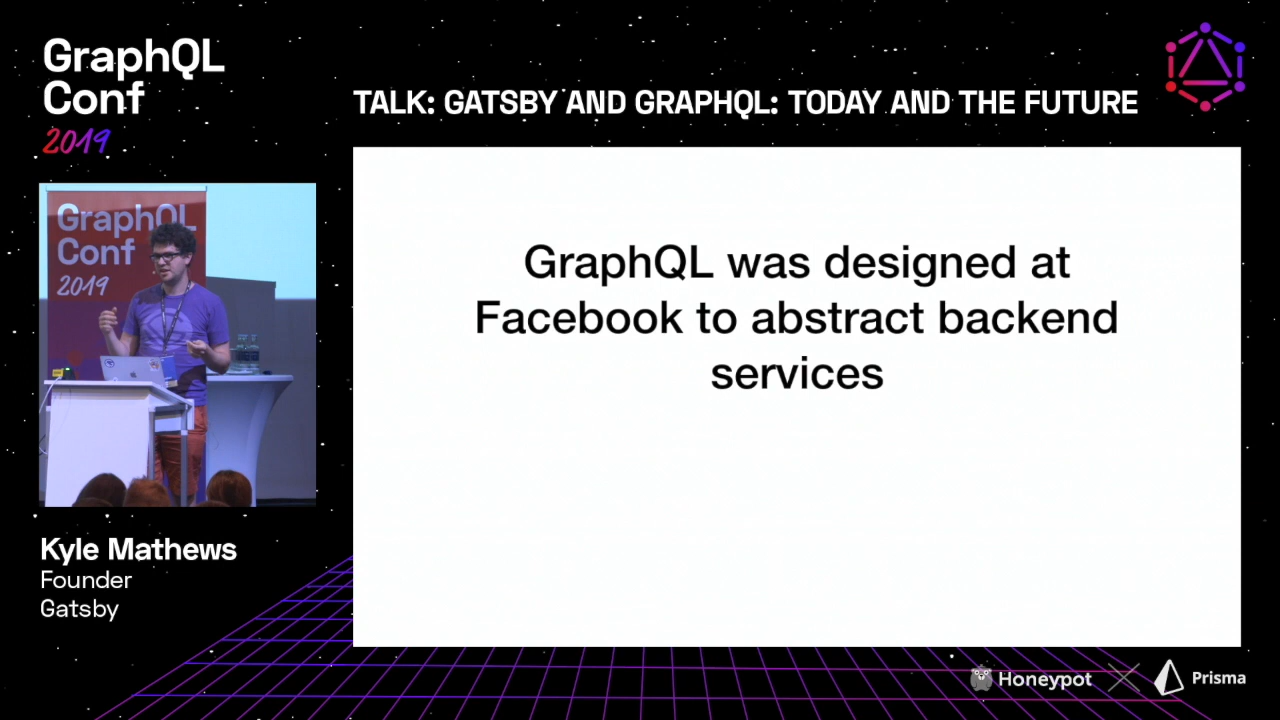 GraphQL
Conf
2019
TALK: GATSBY AND GRAPHQL: TODAY AND THE FUTURE
GraphQL
Conf
2019
GraphQL was designed at
Facebook to abstract backend
services
Kyle Mathews
Founder
Gatsby
Honeypot
Prisma